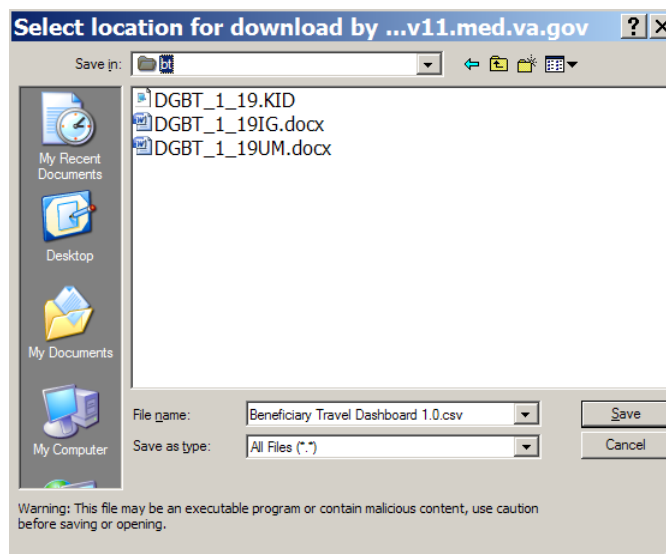 Select location for download by ...v11.med.va.gov ? X
Save in: bt
DGBT_1_19.KID
DGBT_1_19IG.docx
DGBT_1_19UM.docx
My Recent
Documents
Desktop
My Documents
My Computer
File name: Beneficiary Travel Dashboard 1.0.csv Save
Save as type: All Files (*.*) Cancel
Warning: This file may be an executable program or contain malicious content, use caution
before saving or opening.